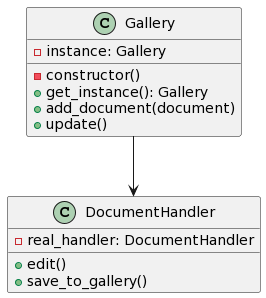 C Gallery
instance: Gallery
constructor()
get_instance(): Gallery
add_document(document)
update()
C DocumentHandler
real_handler: DocumentHandler
edit()
save_to_gallery()